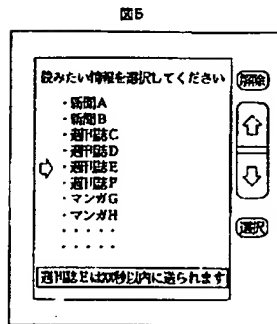 図5
読みたい情報を選択してください
解除
・新聞A
・新聞B
・週刊誌C
・週刊誌D
・週刊誌E
・週刊誌F
・マンガG
・マンガH
・・・・・
・・・・・
選択
週刊誌Eは20秒以内に送られます